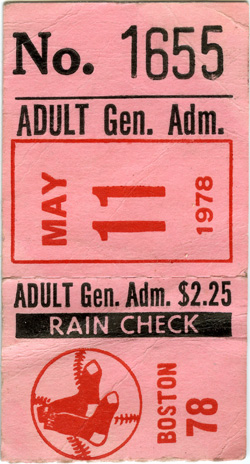 No. 1655
ADULT Gen. Adm.
MAY
11
1978
ADULT Gen. Adm. $2.25
RAIN CHECK
BOSTON
78